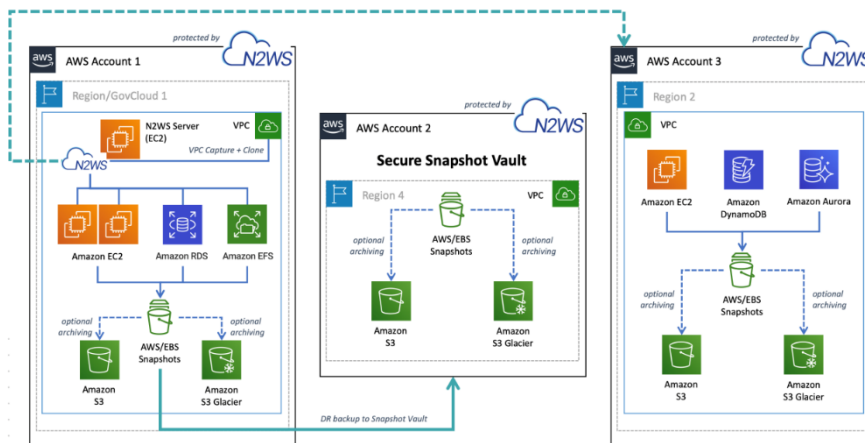 protected by
N2WS
aws
AWS Account 1
Region/GovCloud 1
N2WS Server
(EC2)
VPC
VPC Capture + Clone
N2WS
Amazon EC2
Amazon RDS
Amazon EFS
optional
archiving
optional
archiving
AWS/EBS
Snapshots
Amazon
S3
Amazon
S3 Glacier
DR backup to Snapshot Vault
protected by
N2WS
aws
AWS Account 2
Secure Snapshot Vault
Region 4
VPC
optional
archiving
optional
archiving
AWS/EBS
Snapshots
Amazon
S3
Amazon
S3 Glacier
protected by
N2WS
aws
AWS Account 3
Region 2
VPC
Amazon EC2
Amazon
DynamoDB
Amazon Aurora
optional
archiving
optional
archiving
AWS/EBS
Snapshots
Amazon
S3
Amazon
S3 Glacier